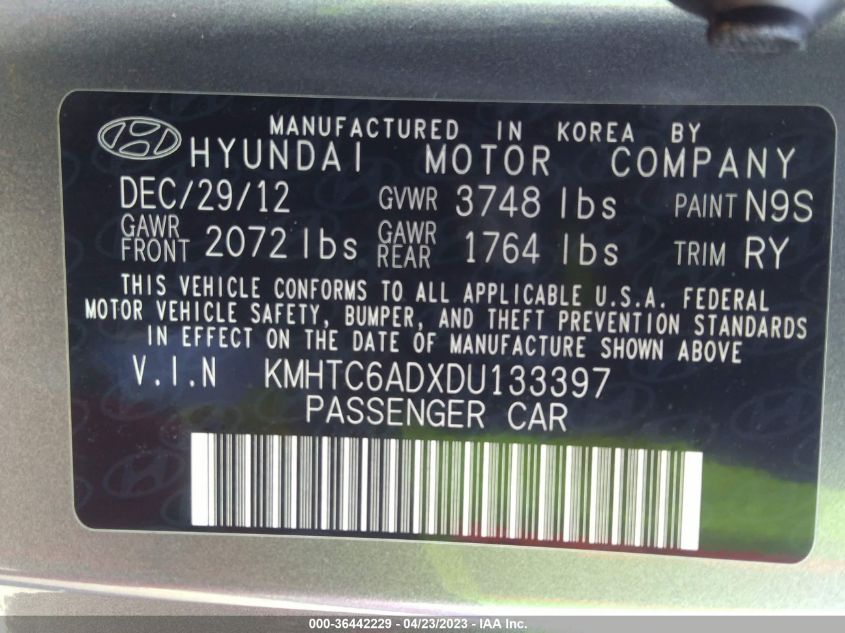 MANUFACTURED IN KOREA BY
HYUNDAI MOTOR COMPANY
DEC/29/12 GVWR 3748 lbs PAINT N9S
GAWR FRONT 2072 lbs GAWR REAR 1764 lbs TRIM RY
THIS VEHICLE CONFORMS TO ALL APPLICABLE U.S.A. FEDERAL
MOTOR VEHICLE SAFETY, BUMPER, AND THEFT PREVENTION STANDARDS
IN EFFECT ON THE DATE OF MANUFACTURE SHOWN ABOVE
V.I.N KMHTC6ADXDU133397
PASSENGER CAR
000-36442229 - 04/23/2023 - IAA Inc.